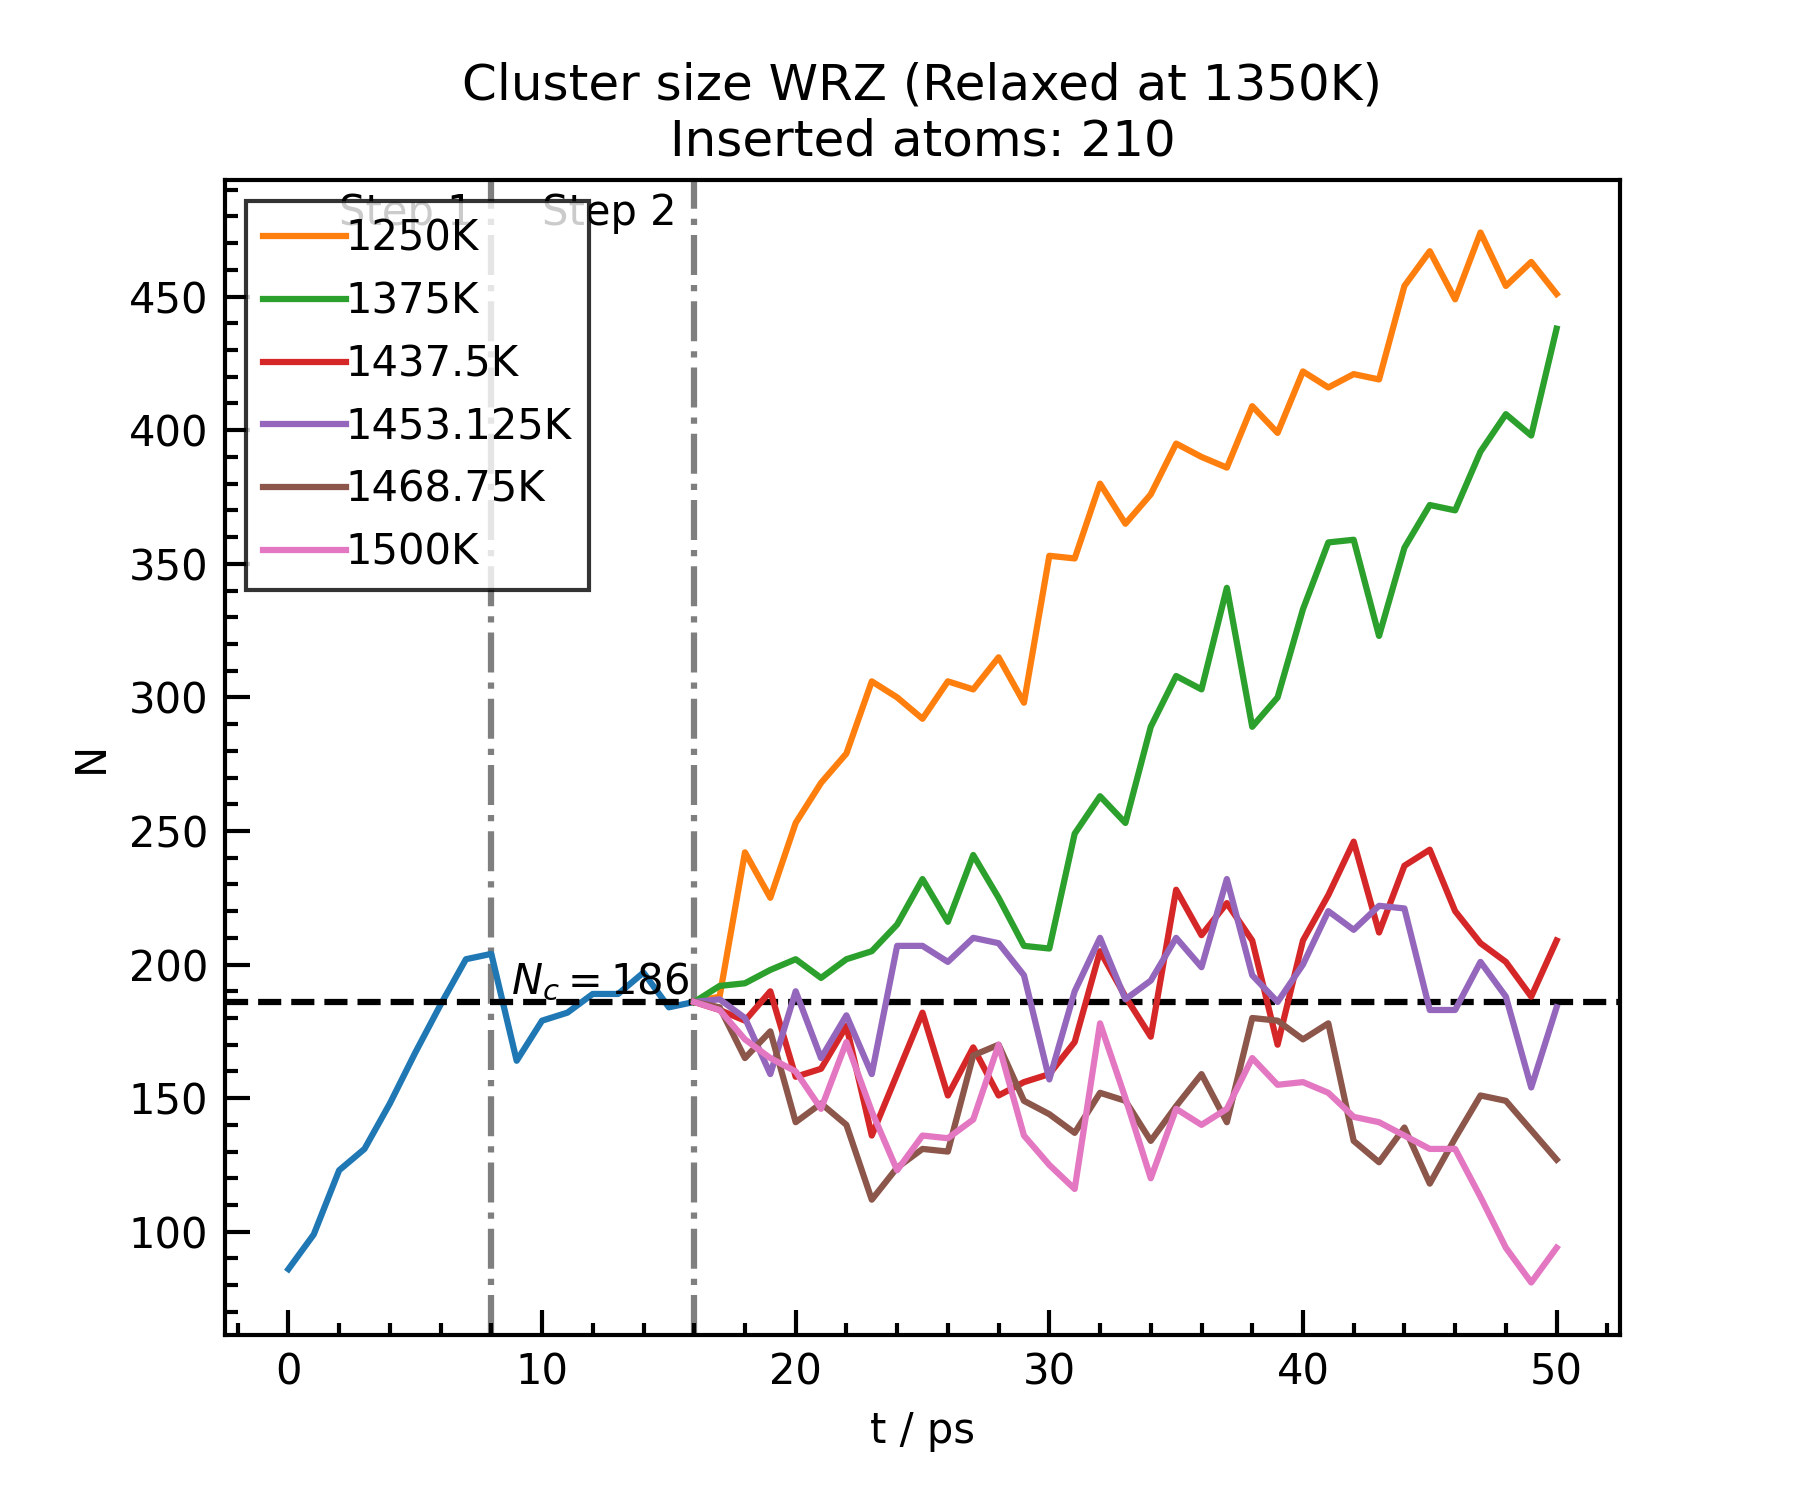 Cluster size WRZ (Relaxed at 1350K)
Inserted atoms: 210
Step 1
Step 2
1250K
1375K
1437.5K
1453.125K
1468.75K
1500K
450
400
350
300
250
200
150
100
N
N_c = 186
0 10 20 30 40 50
t / ps